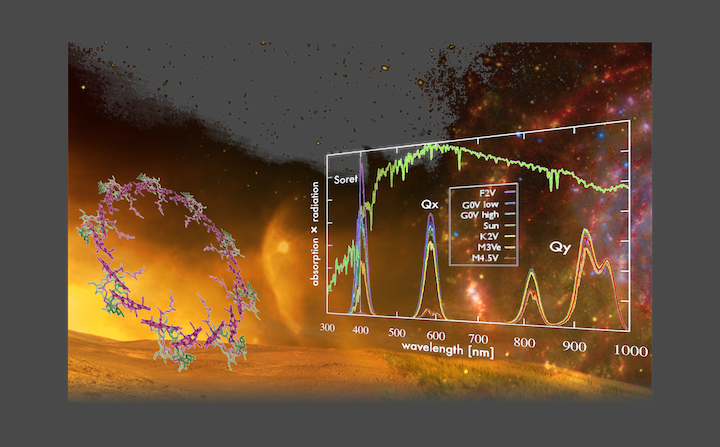 Soret
Qx
Qy
F2V
G0V low
G0V high
Sun
K2V
M3Ve
M4.5V
absorption × radiation
300 400 500 600 700 800 900 1000
wavelength [nm]